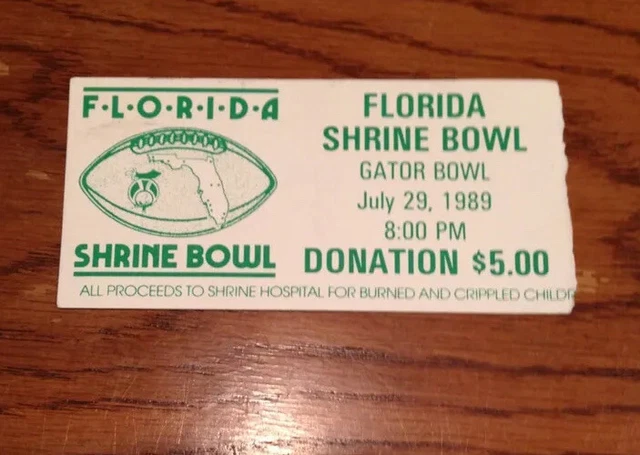 F·L·O·R·I·D·A
SHRINE BOWL
FLORIDA
SHRINE BOWL
GATOR BOWL
July 29, 1989
8:00 PM
DONATION $5.00
ALL PROCEEDS TO SHRINE HOSPITAL FOR BURNED AND CRIPPLED CHILDR